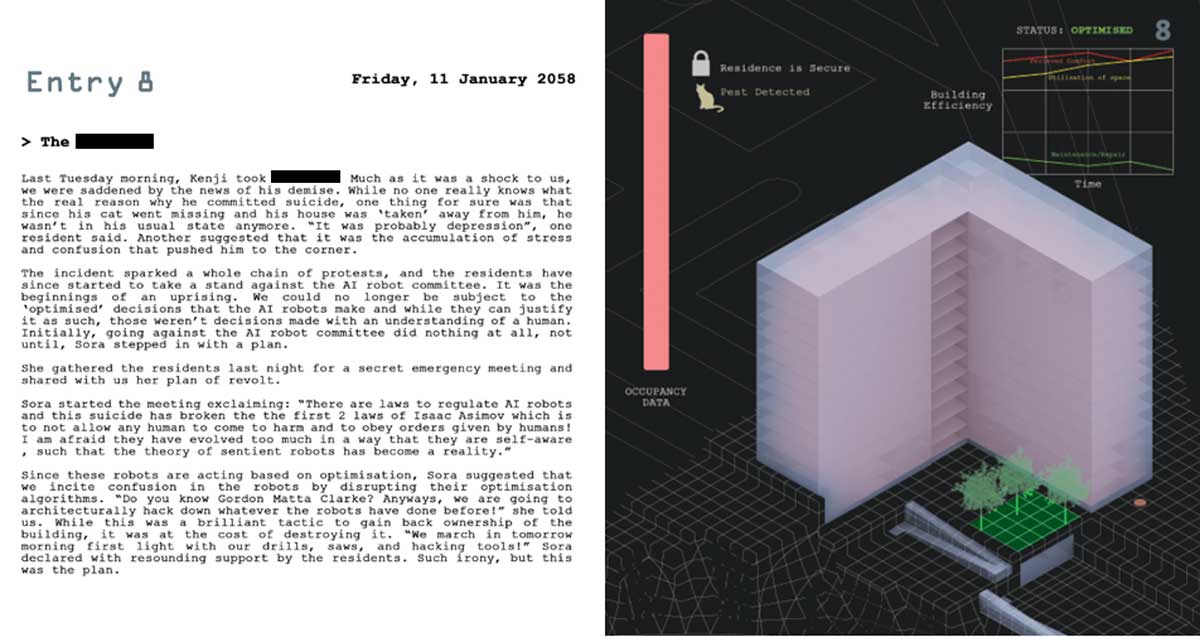 Entry 8
Friday, 11 January 2058
> The
Last Tuesday morning, Kenji took
Much as it was a shock to us,
we were saddened by the news of his demise. While no one really knows what
the real reason why he committed suicide, one thing for sure was that
since his cat went missing and his house was ‘taken’ away from him, he
wasn’t in his usual state anymore. “It was probably depression”, one
resident said. Another suggested that it was the accumulation of stress
and confusion that pushed him to the corner.
The incident sparked a whole chain of protests, and the residents have
since started to take a stand against the AI robot committee. It was the
beginnings of an uprising. We could no longer be subject to the
‘optimised’ decisions that the AI robots make and while they can justify
it as such, those weren’t decisions made with an understanding of a human.
Initially, going against the AI robot committee did nothing at all, not
until, Sora stepped in with a plan.
She gathered the residents last night for a secret emergency meeting and
shared with us her plan of revolt.
Sora started the meeting exclaiming: “There are laws to regulate AI robots
and this suicide has broken the the first 2 laws of Isaac Asimov which is
to not allow any human to come to harm and to obey orders given by humans!
I am afraid they have evolved too much in a way that they are self-aware
, such that the theory of sentient robots has become a reality.”
Since these robots are acting based on optimisation, Sora suggested that
we incite confusion in the robots by disrupting their optimisation
algorithms. “Do you know Gordon Matta Clarke? Anyways, we are going to
architecturally hack down whatever the robots have done before!” she told
us. While this was a brilliant tactic to gain back ownership of the
building, it was at the cost of destroying it. “We march in tomorrow
morning first light with our drills, saws, and hacking tools!” Sora
declared with resounding support by the residents. Such irony, but this
was the plan.
STATUS: OPTIMISED 8
Residence is Secure
Pest Detected
Building
Efficiency
Perceived Comfort
Utilisation of space
Maintenance/Repair
Time
OCCUPANCY
DATA